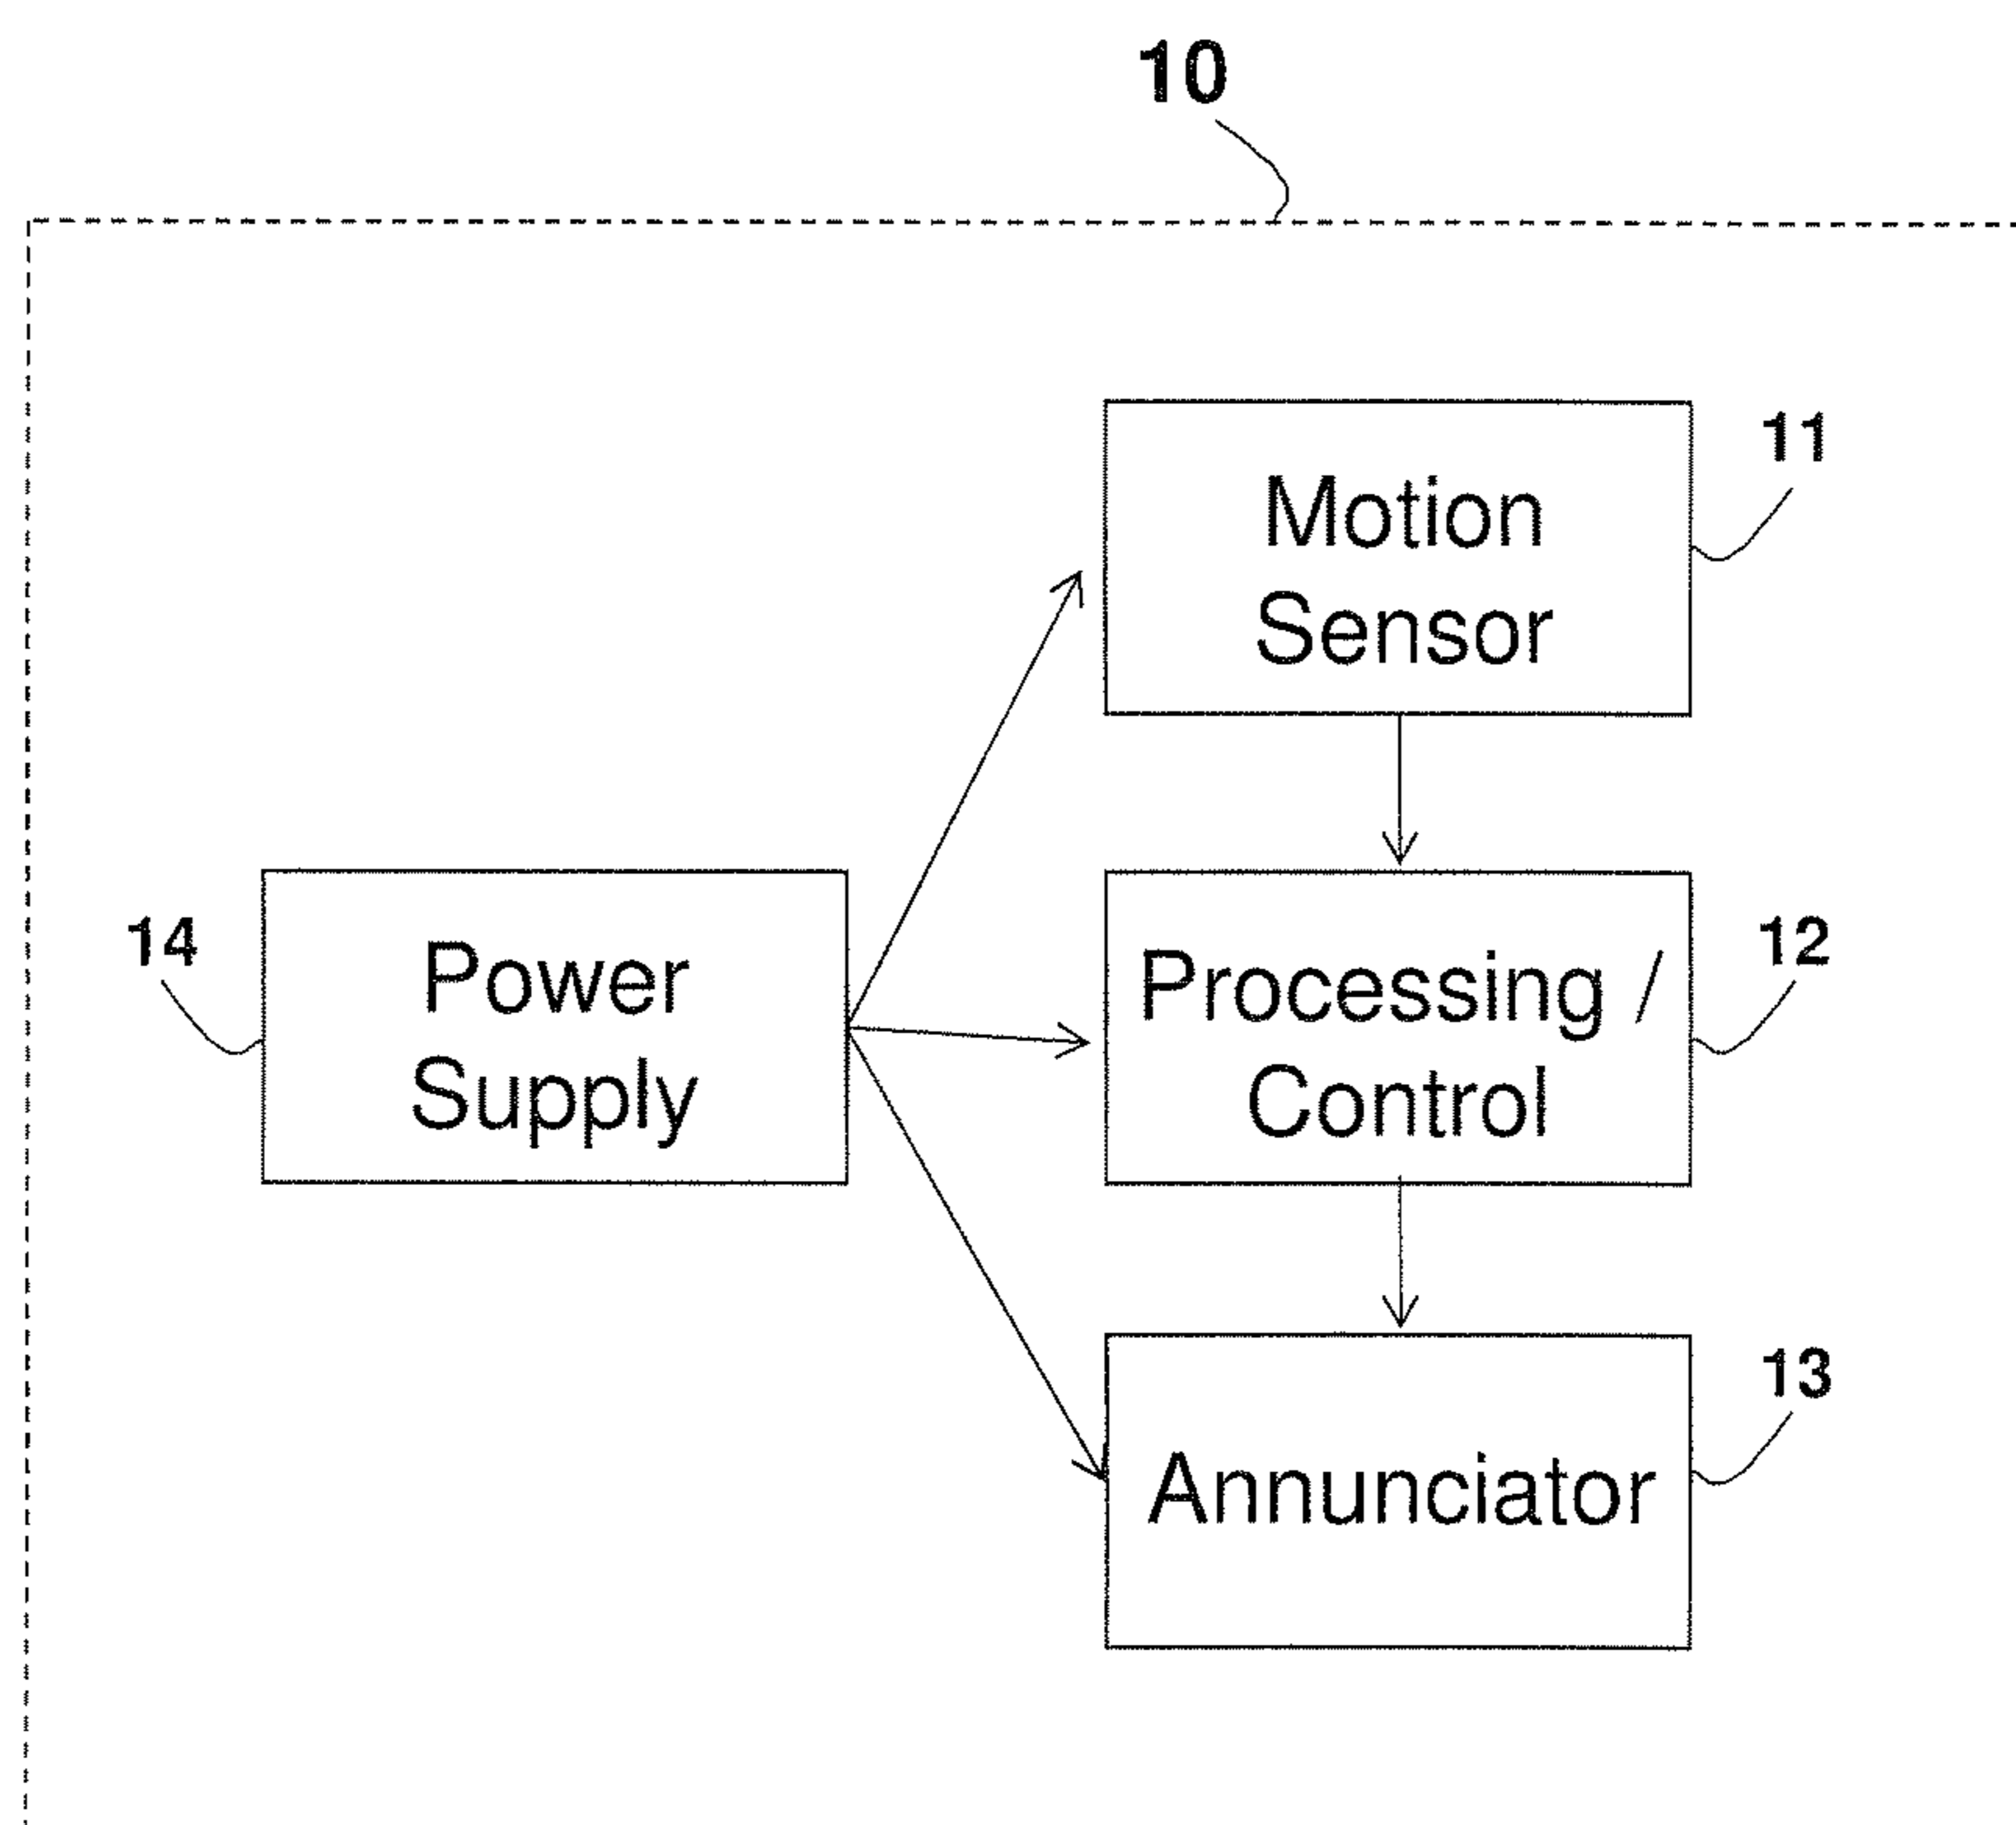 10
Motion
Sensor
11
Power
Supply
14
Processing /
Control
12
Annunciator
13